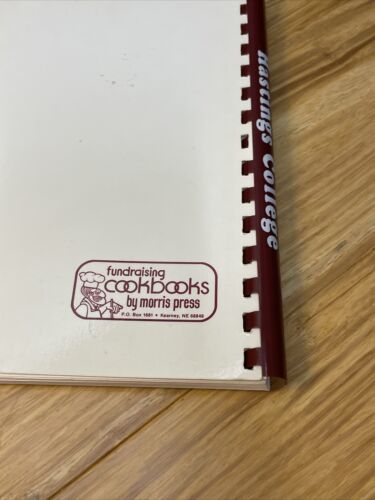 Hastings College
fundraising
cookbooks
by morris press
P.O. Box 1681 • Kearney, NE 68848